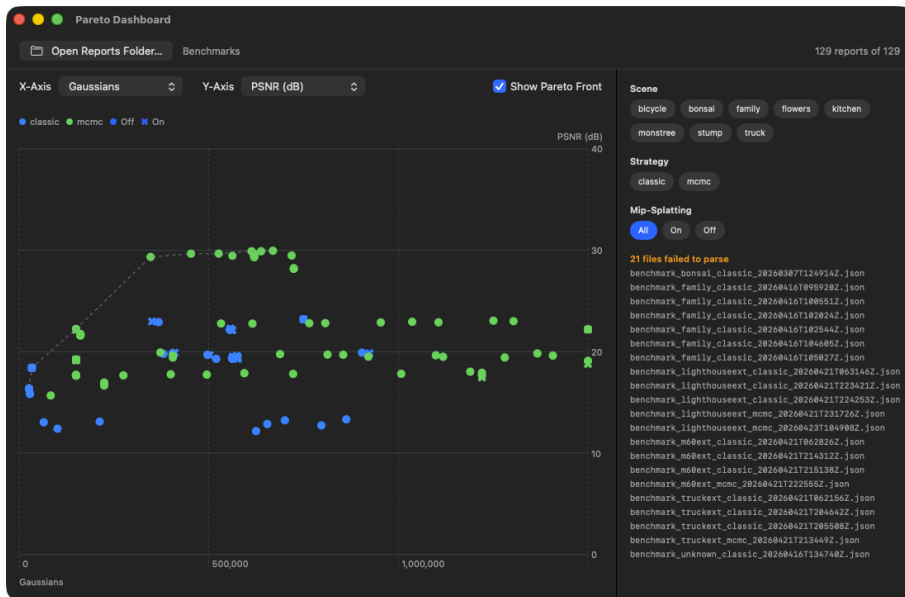 Pareto Dashboard
Open Reports Folder... Benchmarks 129 reports of 129
X-Axis Gaussians Y-Axis PSNR (dB) Show Pareto Front
classic mcmc Off On
PSNR (dB)
40
30
20
10
0
0 500,000 1,000,000
Gaussians
Scene
bicycle bonsai family flowers kitchen
monstree stump truck
Strategy
classic mcmc
Mip-Splatting
All On Off
21 files failed to parse
benchmark_bonsai_classic_20260307T124914Z.json
benchmark_family_classic_20260416T095920Z.json
benchmark_family_classic_20260416T100551Z.json
benchmark_family_classic_20260416T102024Z.json
benchmark_family_classic_20260416T102544Z.json
benchmark_family_classic_20260416T104605Z.json
benchmark_family_classic_20260416T105027Z.json
benchmark_lighthouseext_classic_20260421T063146Z.json
benchmark_lighthouseext_classic_20260421T223421Z.json
benchmark_lighthouseext_classic_20260421T224253Z.json
benchmark_lighthouseext_mcmc_20260421T231726Z.json
benchmark_lighthouseext_mcmc_20260423T104908Z.json
benchmark_m60ext_classic_20260421T062826Z.json
benchmark_m60ext_classic_20260421T214312Z.json
benchmark_m60ext_classic_20260421T215138Z.json
benchmark_m60ext_mcmc_20260421T222555Z.json
benchmark_truckext_classic_20260421T062156Z.json
benchmark_truckext_classic_20260421T204642Z.json
benchmark_truckext_classic_20260421T205508Z.json
benchmark_truckext_mcmc_20260421T213449Z.json
benchmark_unknown_classic_20260416T134740Z.json